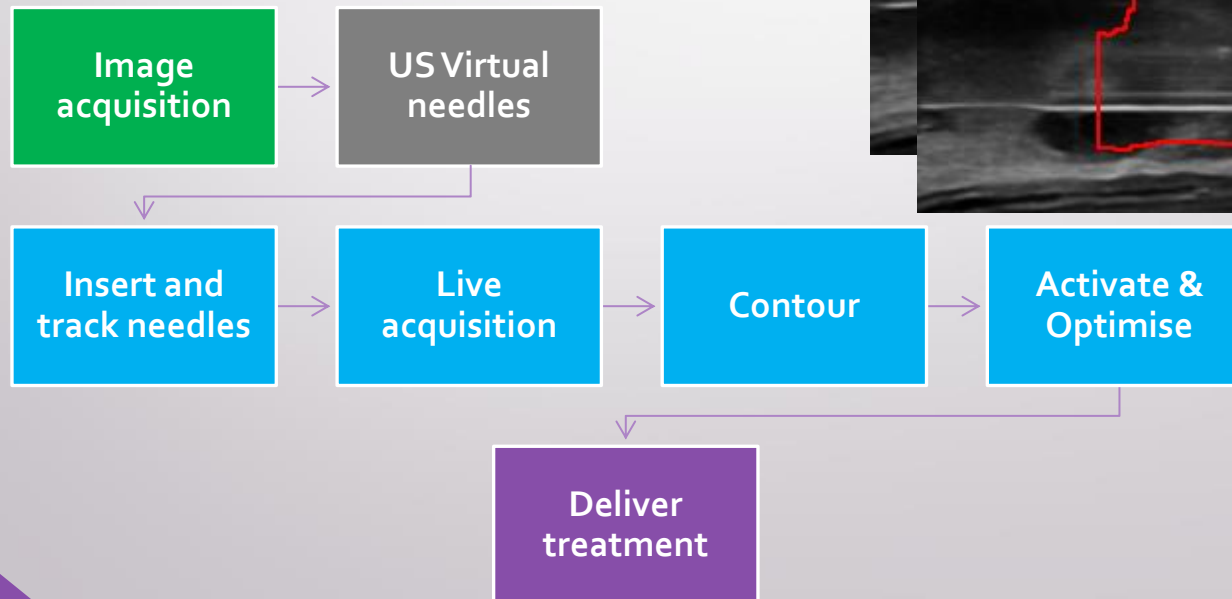 Image
acquisition
US Virtual
needles
Insert and
track needles
Live
acquisition
Contour
Activate &
Optimise
Deliver
treatment